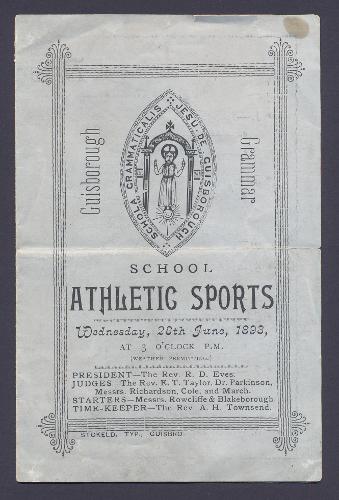 Guisborough
Grammar
SCHOLA GRAMMATICALIS JESU DE GUISBOROUGH
SCHOOL
ATHLETIC SPORTS
Wednesday, 28th June, 1893,
AT 3 O'CLOCK P.M.
(WEATHER PERMITTING.)
PRESIDENT—The Rev. R. D. Eves.
JUDGES—The Rev. E. T. Taylor, Dr. Parkinson,
Messrs. Richardson, Cole, and March.
STARTERS—Messrs. Rowcliffe & Blakeborough
TIME-KEEPER—The Rev. A. H. Townsend.
STOKELD, TYP., GUISBRO'